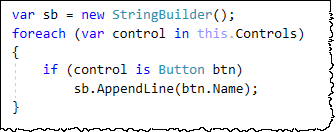 var sb = new StringBuilder();
foreach (var control in this.Controls)
{
    if (control is Button btn)
        sb.AppendLine(btn.Name);
}